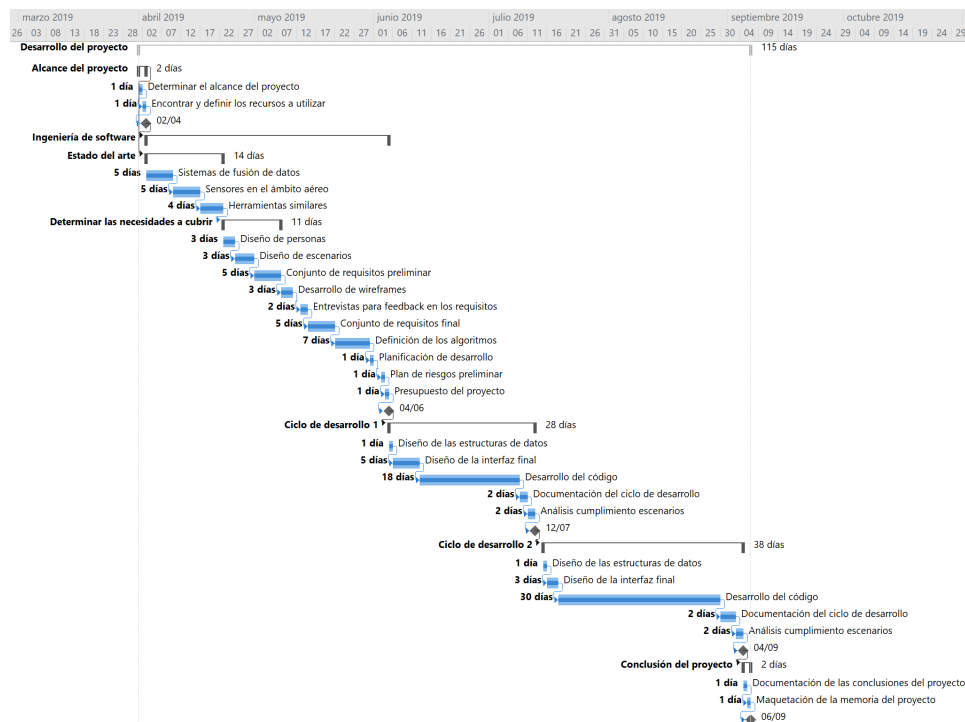 marzo 2019 abril 2019 mayo 2019 junio 2019 julio 2019 agosto 2019 septiembre 2019 octubre 2019
26 03 08 13 18 23 28 02 07 12 17 22 27 02 07 12 17 22 27 01 06 11 16 21 26 01 06 11 16 21 26 31 05 10 15 20 25 30 04 09 14 19 24 29 04 09 14 19 24 29
Desarrollo del proyecto 115 días
Alcance del proyecto 2 días
1 día Determinar el alcance del proyecto
1 día Encontrar y definir los recursos a utilizar
02/04
Ingeniería de software
Estado del arte 14 días
5 días Sistemas de fusión de datos
5 días Sensores en el ámbito aéreo
4 días Herramientas similares
Determinar las necesidades a cubrir 11 días
3 días Diseño de personas
3 días Diseño de escenarios
5 días Conjunto de requisitos preliminar
3 días Desarrollo de wireframes
2 días Entrevistas para feedback en los requisitos
5 días Conjunto de requisitos final
7 días Definición de los algoritmos
1 día Planificación de desarrollo
1 día Plan de riesgos preliminar
1 día Presupuesto del proyecto
04/06
Ciclo de desarrollo 1 28 días
1 día Diseño de las estructuras de datos
5 días Diseño de la interfaz final
18 días Desarrollo del código
2 días Documentación del ciclo de desarrollo
2 días Análisis cumplimiento escenarios
12/07
Ciclo de desarrollo 2 38 días
1 día Diseño de las estructuras de datos
3 días Diseño de la interfaz final
30 días Desarrollo del código
2 días Documentación del ciclo de desarrollo
2 días Análisis cumplimiento escenarios
04/09
Conclusión del proyecto 2 días
1 día Documentación de las conclusiones del proyecto
1 día Maquetación de la memoria del proyecto
06/09